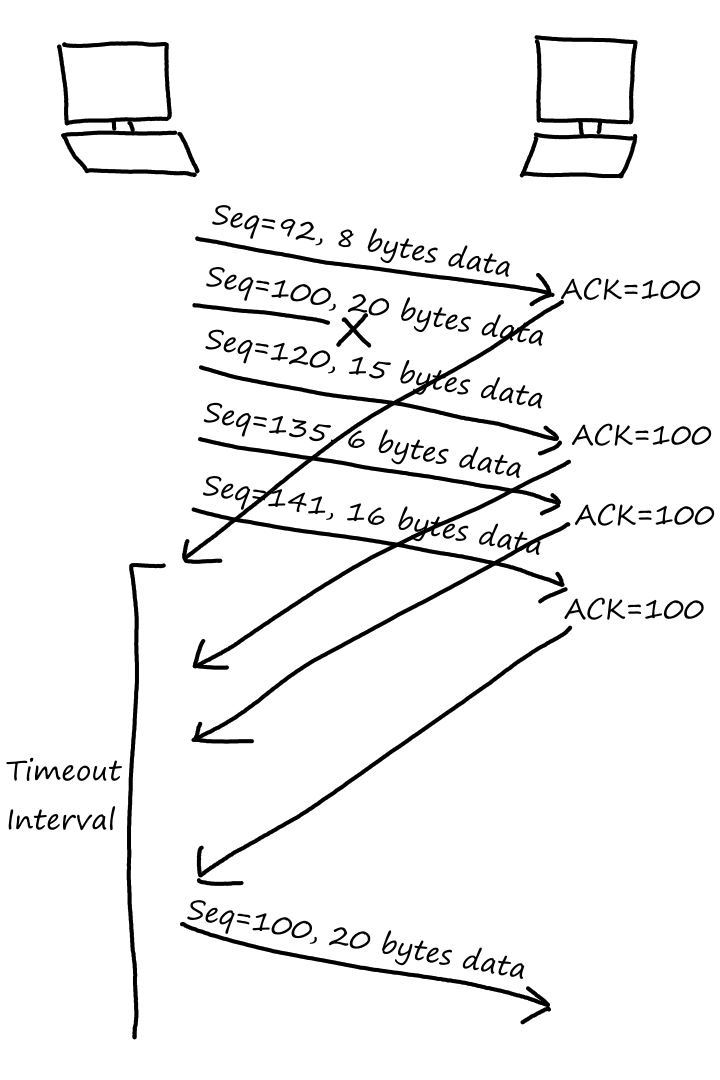 Seq=92, 8 bytes data
ACK=100
Seq=100, 20 bytes data
Seq=120, 15 bytes data
ACK=100
Seq=135, 6 bytes data
ACK=100
Seq=141, 16 bytes data
ACK=100
Timeout
Interval
Seq=100, 20 bytes data